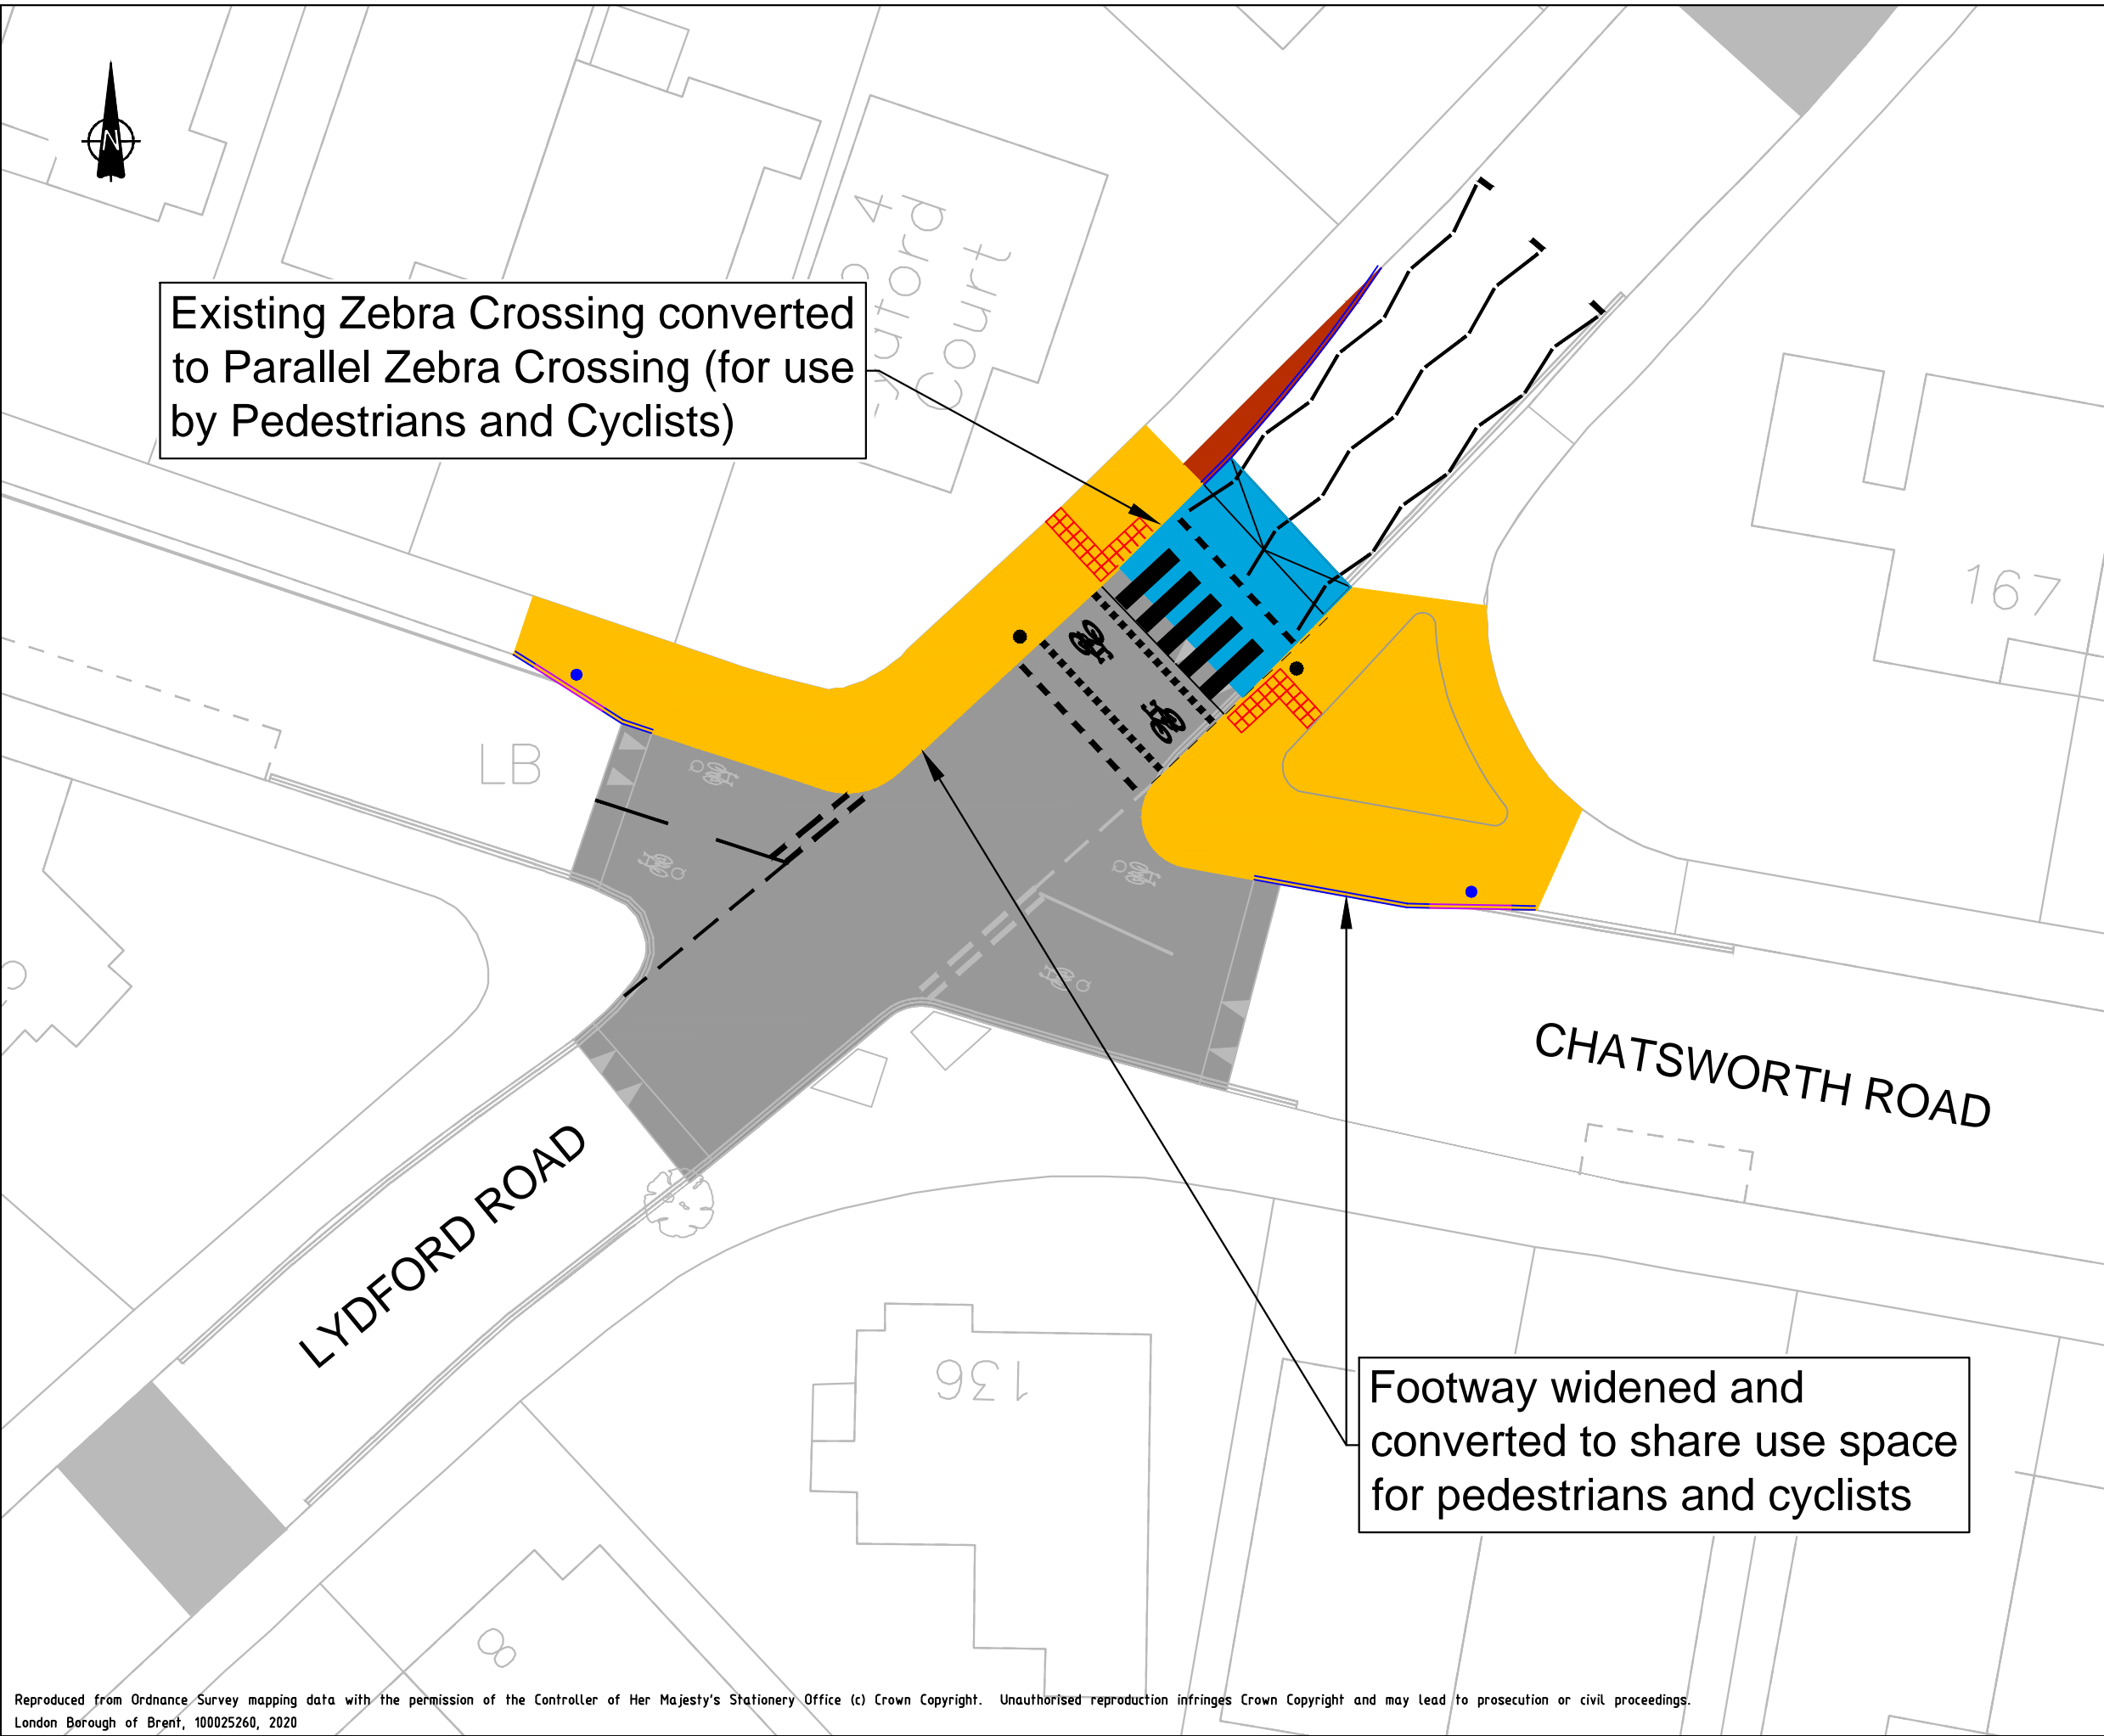 N
Existing Zebra Crossing converted
to Parallel Zebra Crossing (for use
by Pedestrians and Cyclists)
Court
167
LB
CHATSWORTH ROAD
LYDFORD ROAD
136
Footway widened and
converted to share use space
for pedestrians and cyclists
8
Reproduced from Ordnance Survey mapping data with the permission of the Controller of Her Majesty's Stationery Office (c) Crown Copyright. Unauthorised reproduction infringes Crown Copyright and may lead to prosecution or civil proceedings.
London Borough of Brent, 100025260, 2020